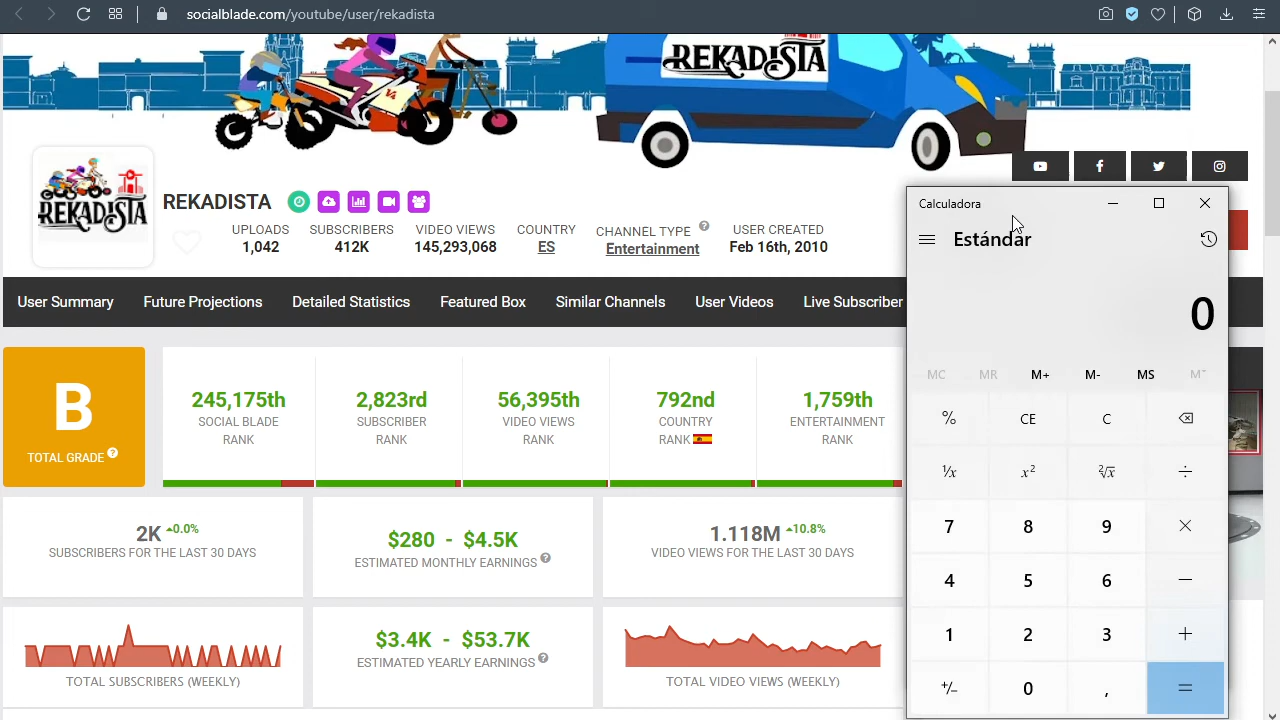 socialblade.com/youtube/user/rekadista
REKADISTA
REKADISTA
REKADISTA
UPLOADS
1,042
SUBSCRIBERS
412K
VIDEO VIEWS
145,293,068
COUNTRY
ES
CHANNEL TYPE ?
Entertainment
USER CREATED
Feb 16th, 2010
User Summary
Future Projections
Detailed Statistics
Featured Box
Similar Channels
User Videos
Live Subscriber
B
TOTAL GRADE ?
245,175th
SOCIAL BLADE
RANK
2,823rd
SUBSCRIBER
RANK
56,395th
VIDEO VIEWS
RANK
792nd
COUNTRY
RANK
1,759th
ENTERTAINMENT
RANK
2K 0.0%
SUBSCRIBERS FOR THE LAST 30 DAYS
$280 - $4.5K
ESTIMATED MONTHLY EARNINGS ?
1.118M 10.8%
VIDEO VIEWS FOR THE LAST 30 DAYS
TOTAL SUBSCRIBERS (WEEKLY)
$3.4K - $53.7K
ESTIMATED YEARLY EARNINGS ?
TOTAL VIDEO VIEWS (WEEKLY)
Calculadora
Estándar
0
MC MR M+ M- MS M˅
% CE C
¹/x x² ²√x ÷
7 8 9 ×
4 5 6 −
1 2 3 +
+/− 0 , =